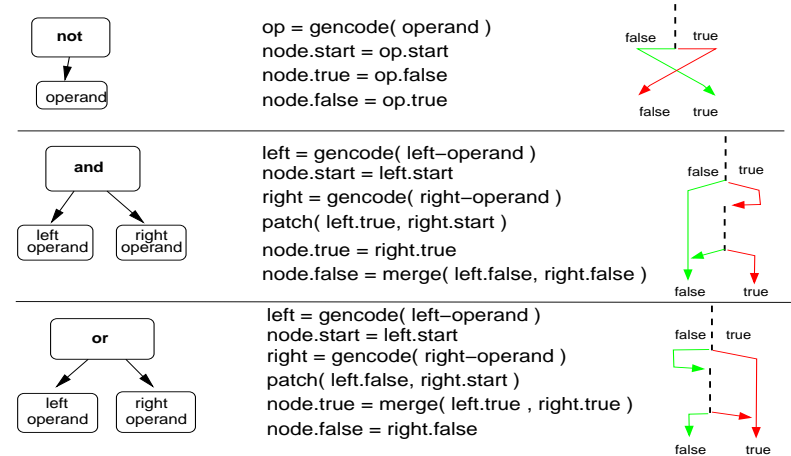 not
operand
op = gencode( operand )
node.start = op.start
node.true = op.false
node.false = op.true
false true
false true
and
left operand
right operand
left = gencode( left−operand )
node.start = left.start
right = gencode( right−operand )
patch( left.true, right.start )
node.true = right.true
node.false = merge( left.false, right.false )
false true
false true
or
left operand
right operand
left = gencode( left−operand )
node.start = left.start
right = gencode( right−operand )
patch( left.false, right.start )
node.true = merge( left.true , right.true )
node.false = right.false
false true
false true